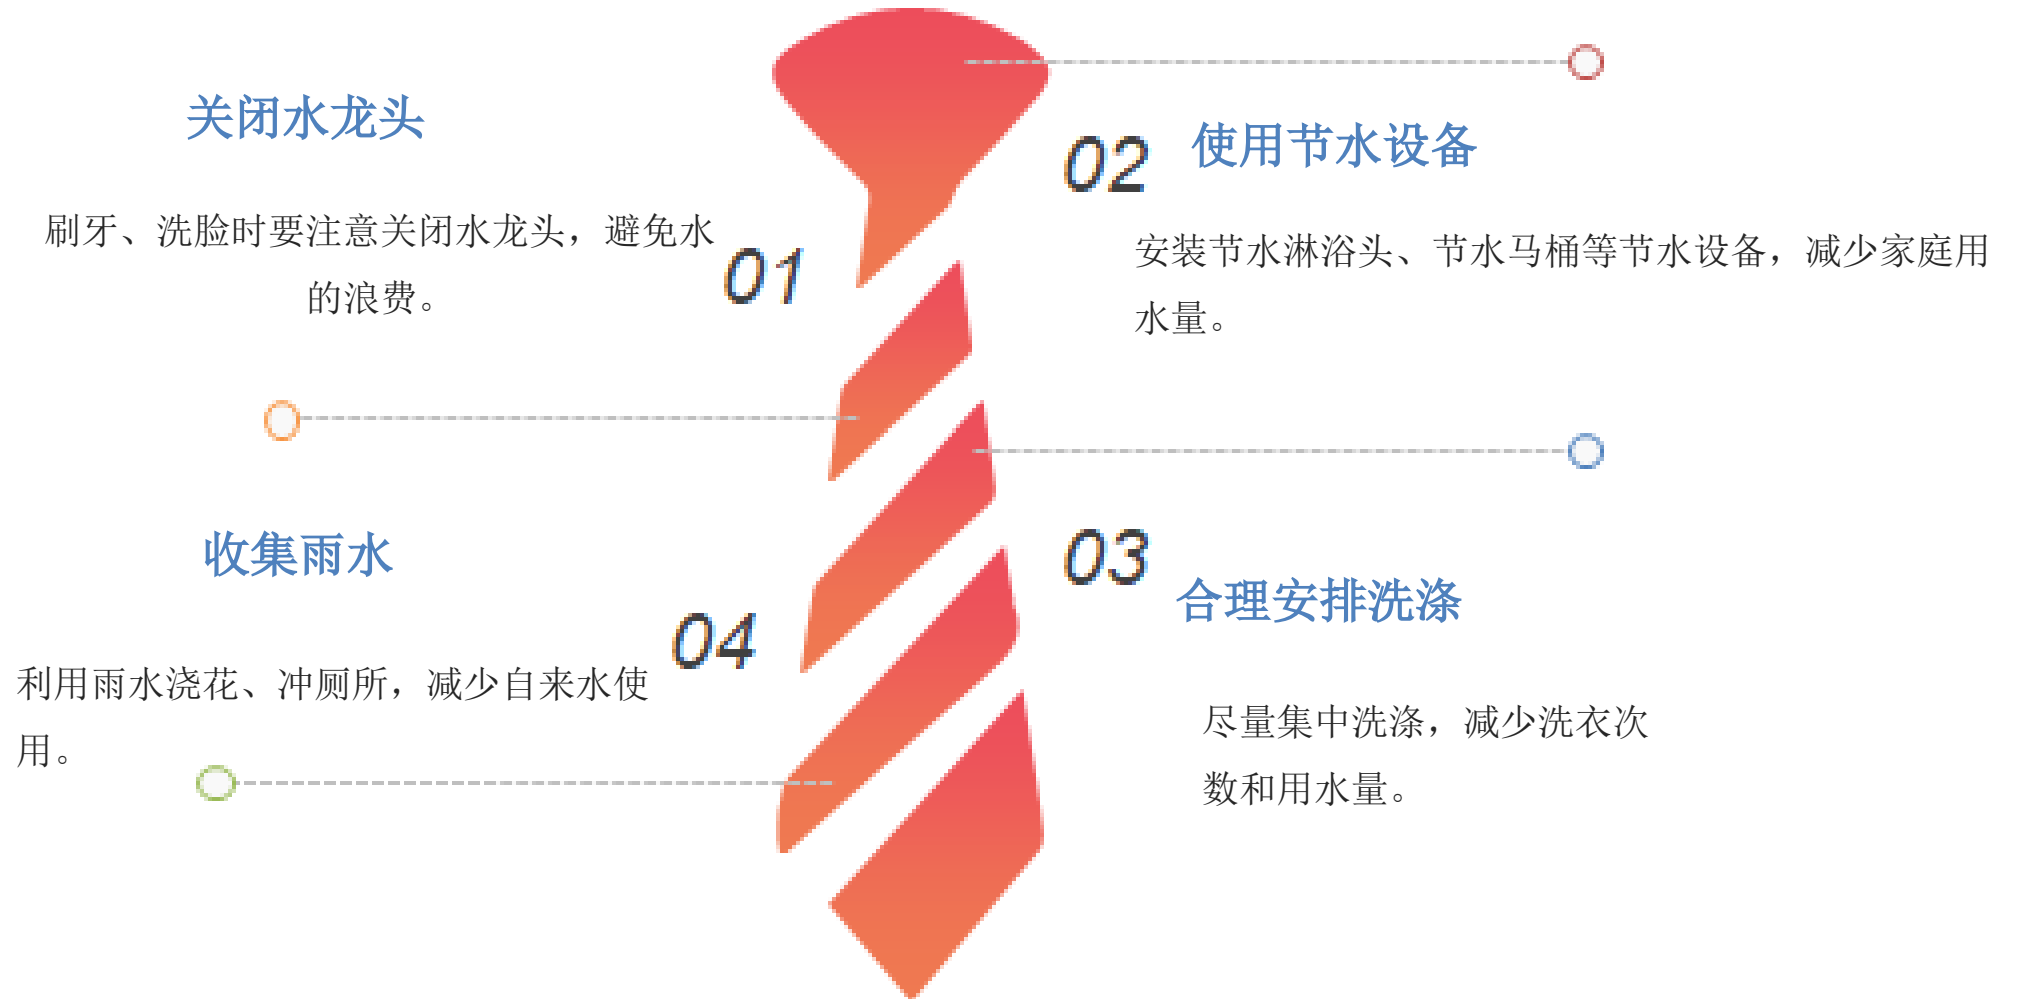 关闭水龙头
刷牙、洗脸时要注意关闭水龙头，避免水
的浪费。
01
02
使用节水设备
安装节水淋浴头、节水马桶等节水设备，减少家庭用
水量。
03
合理安排洗涤
尽量集中洗涤，减少洗衣次
数和用水量。
收集雨水
04
利用雨水浇花、冲厕所，减少自来水使
用。